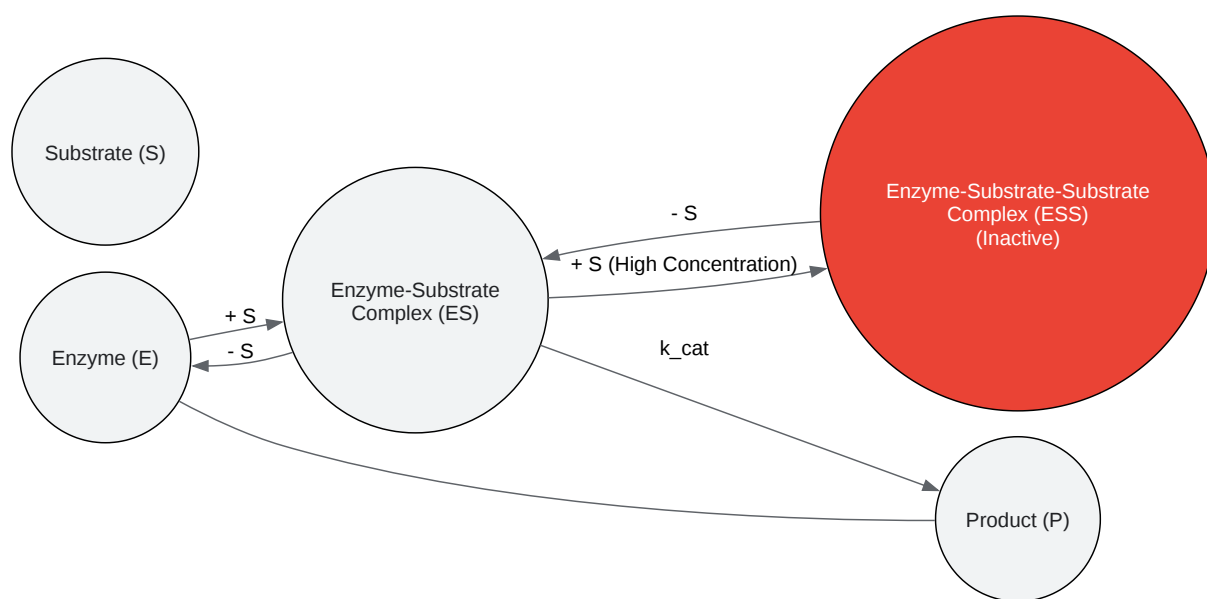 Substrate (S)
Enzyme-Substrate-Substrate
Complex (ESS)
(Inactive)
- S
+ S (High Concentration)
Enzyme-Substrate
Complex (ES)
+ S
- S
Enzyme (E)
k_cat
Product (P)